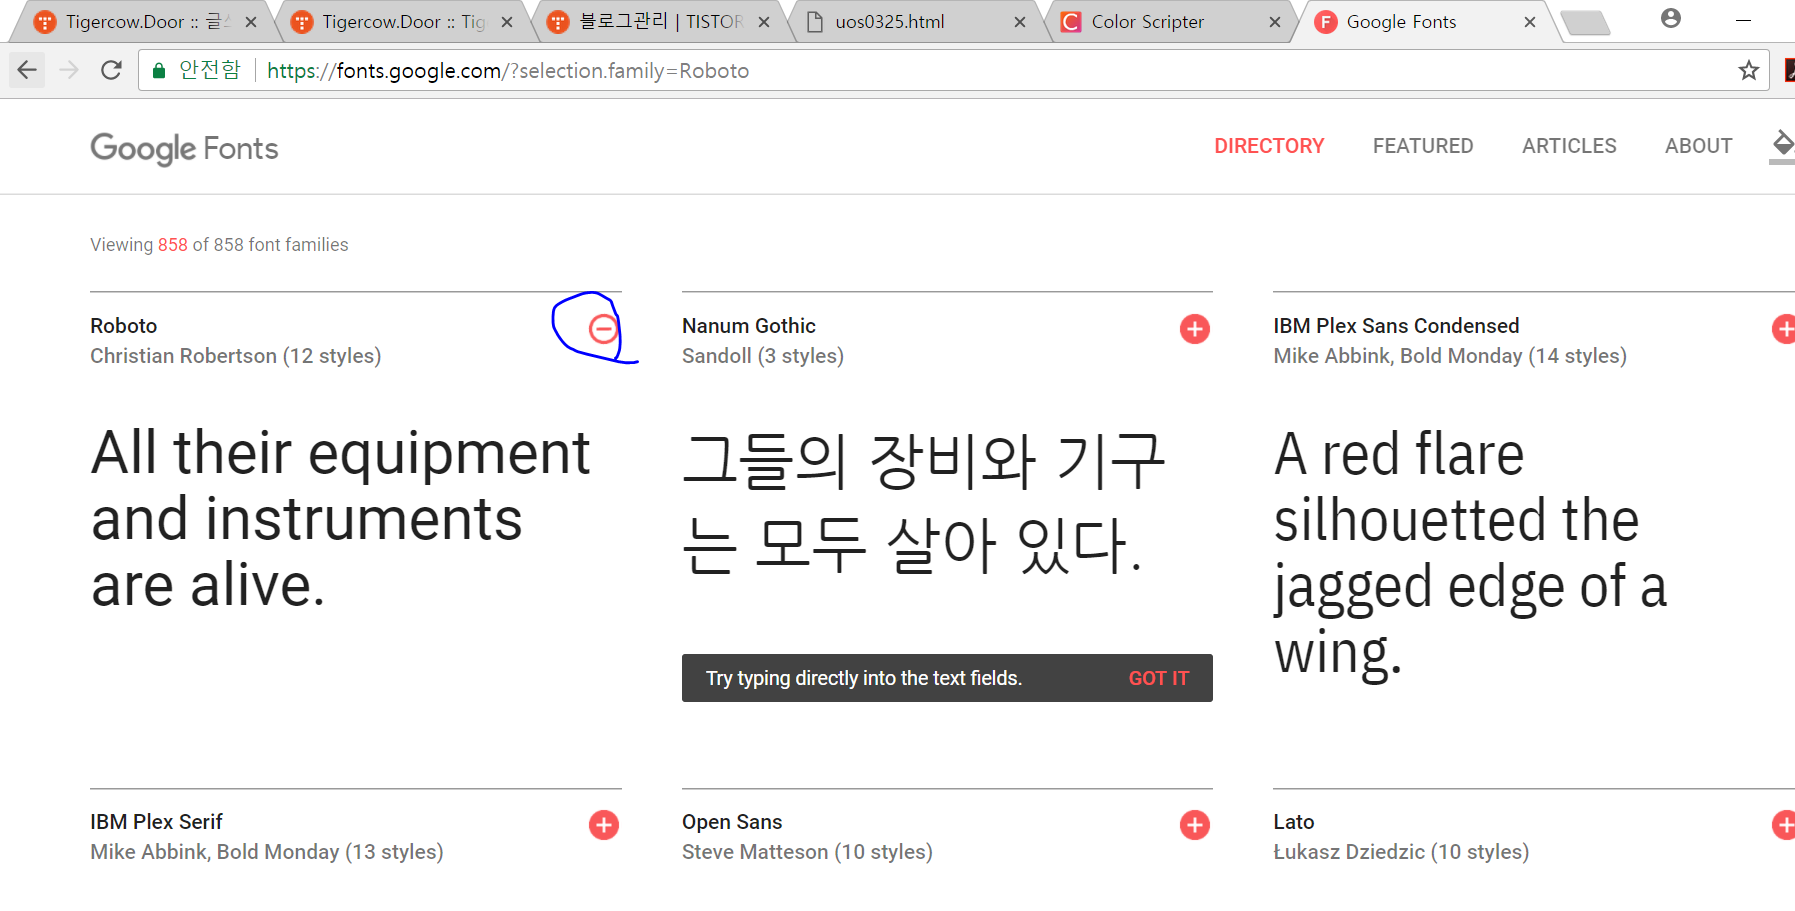 Tigercow.Door :: 글
Tigercow.Door :: Tig
블로그관리 | TISTOR
uos0325.html
Color Scripter
Google Fonts
안전함
https://fonts.google.com/?selection.family=Roboto
Google Fonts
DIRECTORY
FEATURED
ARTICLES
ABOUT
Viewing 858 of 858 font families
Roboto
Christian Robertson (12 styles)
All their equipment
and instruments
are alive.
Nanum Gothic
Sandoll (3 styles)
그들의 장비와 기구
는 모두 살아 있다.
Try typing directly into the text fields.
GOT IT
IBM Plex Sans Condensed
Mike Abbink, Bold Monday (14 styles)
A red flare
silhouetted the
jagged edge of a
wing.
IBM Plex Serif
Mike Abbink, Bold Monday (13 styles)
Open Sans
Steve Matteson (10 styles)
Lato
Łukasz Dziedzic (10 styles)